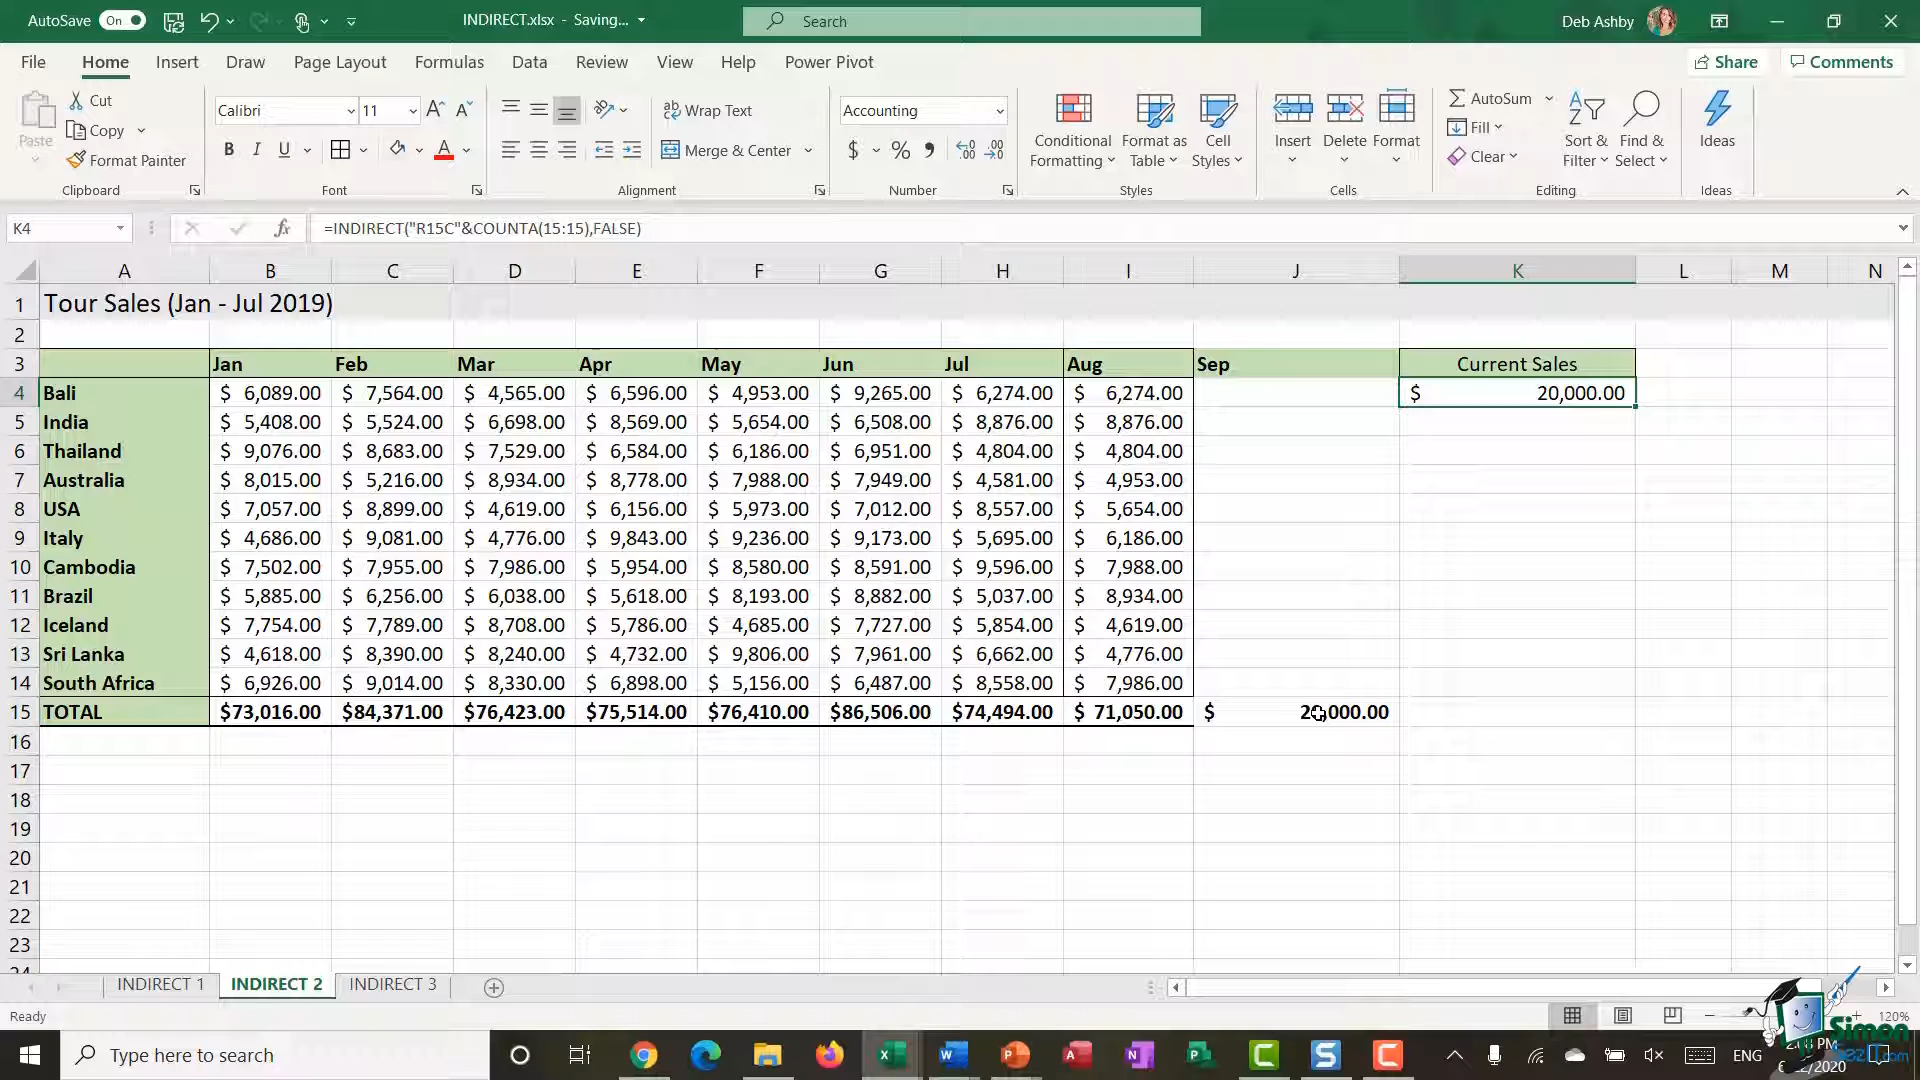 AutoSave On INDIRECT.xlsx - Saving... Search Deb Ashby
File Home Insert Draw Page Layout Formulas Data Review View Help Power Pivot Share Comments
Paste Cut Copy Format Painter Clipboard
Calibri 11 B I U A Font
Wrap Text Merge & Center Alignment
Accounting $ % Number
Conditional Formatting Format as Table Cell Styles Styles
Insert Delete Format Cells
AutoSum Fill Clear Sort & Filter Find & Select Editing
Ideas Ideas
K4 fx =INDIRECT("R15C"&COUNTA(15:15),FALSE)
A B C D E F G H I J K L M N
1 Tour Sales (Jan - Jul 2019)
2
3 Jan Feb Mar Apr May Jun Jul Aug Sep Current Sales
4 Bali $ 6,089.00 $ 7,564.00 $ 4,565.00 $ 6,596.00 $ 4,953.00 $ 9,265.00 $ 6,274.00 $ 6,274.00 $ 20,000.00
5 India $ 5,408.00 $ 5,524.00 $ 6,698.00 $ 8,569.00 $ 5,654.00 $ 6,508.00 $ 8,876.00 $ 8,876.00
6 Thailand $ 9,076.00 $ 8,683.00 $ 7,529.00 $ 6,584.00 $ 6,186.00 $ 6,951.00 $ 4,804.00 $ 4,804.00
7 Australia $ 8,015.00 $ 5,216.00 $ 8,934.00 $ 8,778.00 $ 7,988.00 $ 7,949.00 $ 4,581.00 $ 4,953.00
8 USA $ 7,057.00 $ 8,899.00 $ 4,619.00 $ 6,156.00 $ 5,973.00 $ 7,012.00 $ 8,557.00 $ 5,654.00
9 Italy $ 4,686.00 $ 9,081.00 $ 4,776.00 $ 9,843.00 $ 9,236.00 $ 9,173.00 $ 5,695.00 $ 6,186.00
10 Cambodia $ 7,502.00 $ 7,955.00 $ 7,986.00 $ 5,954.00 $ 8,580.00 $ 8,591.00 $ 9,596.00 $ 7,988.00
11 Brazil $ 5,885.00 $ 6,256.00 $ 6,038.00 $ 5,618.00 $ 8,193.00 $ 8,882.00 $ 5,037.00 $ 8,934.00
12 Iceland $ 7,754.00 $ 7,789.00 $ 8,708.00 $ 5,786.00 $ 4,685.00 $ 7,727.00 $ 5,854.00 $ 4,619.00
13 Sri Lanka $ 4,618.00 $ 8,390.00 $ 8,240.00 $ 4,732.00 $ 9,806.00 $ 7,961.00 $ 6,662.00 $ 4,776.00
14 South Africa $ 6,926.00 $ 9,014.00 $ 8,330.00 $ 6,898.00 $ 5,156.00 $ 6,487.00 $ 8,558.00 $ 7,986.00
15 TOTAL $73,016.00 $84,371.00 $76,423.00 $75,514.00 $76,410.00 $86,506.00 $74,494.00 $ 71,050.00 $ 20,000.00
16
17
18
19
20
21
22
23
24
INDIRECT 1 INDIRECT 2 INDIRECT 3
Ready 120%
Type here to search ENG